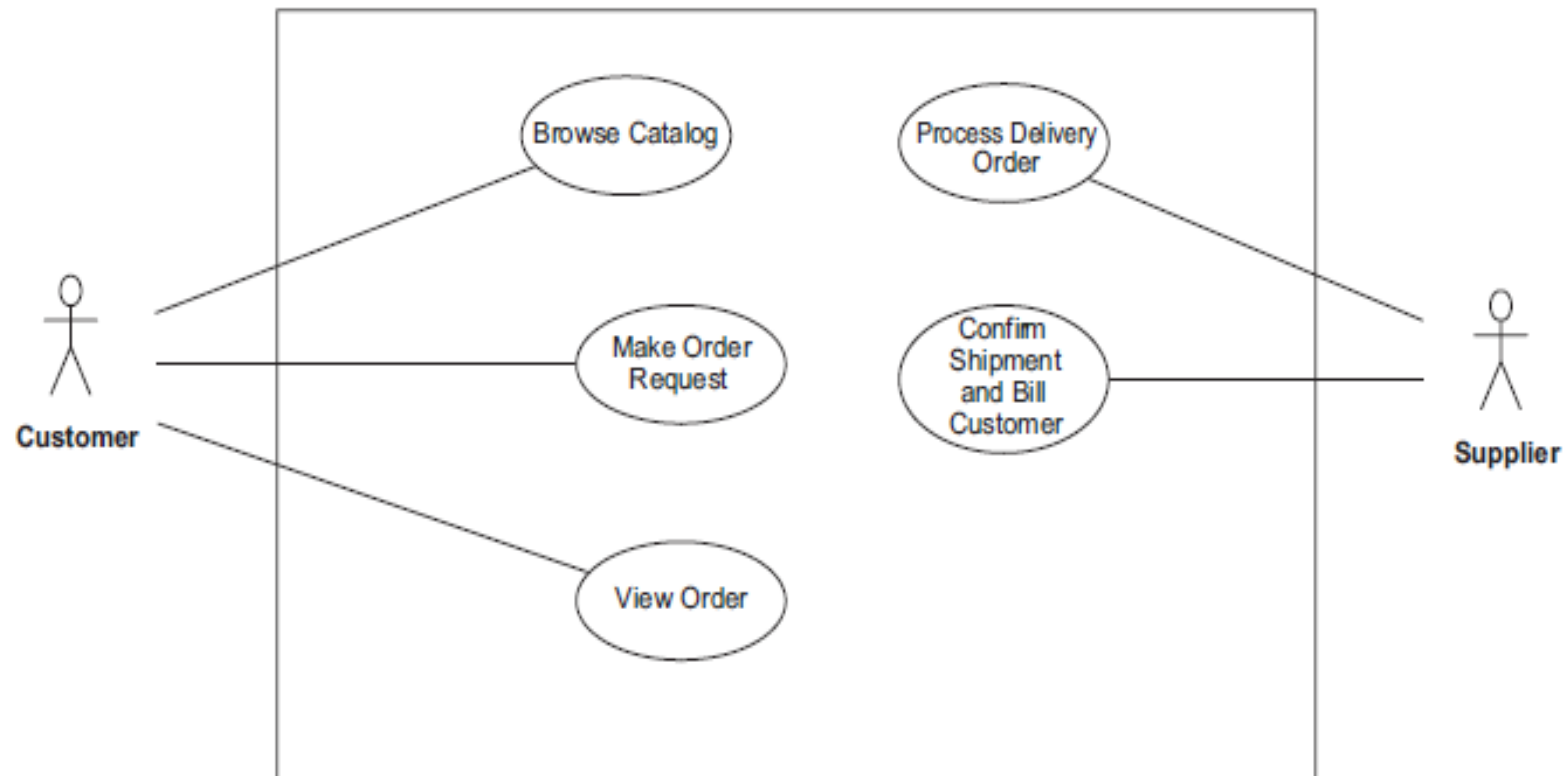 Browse Catalog
Process Delivery
Order
Make Order
Request
Confirm
Shipment
and Bill
Customer
Customer
Supplier
View Order